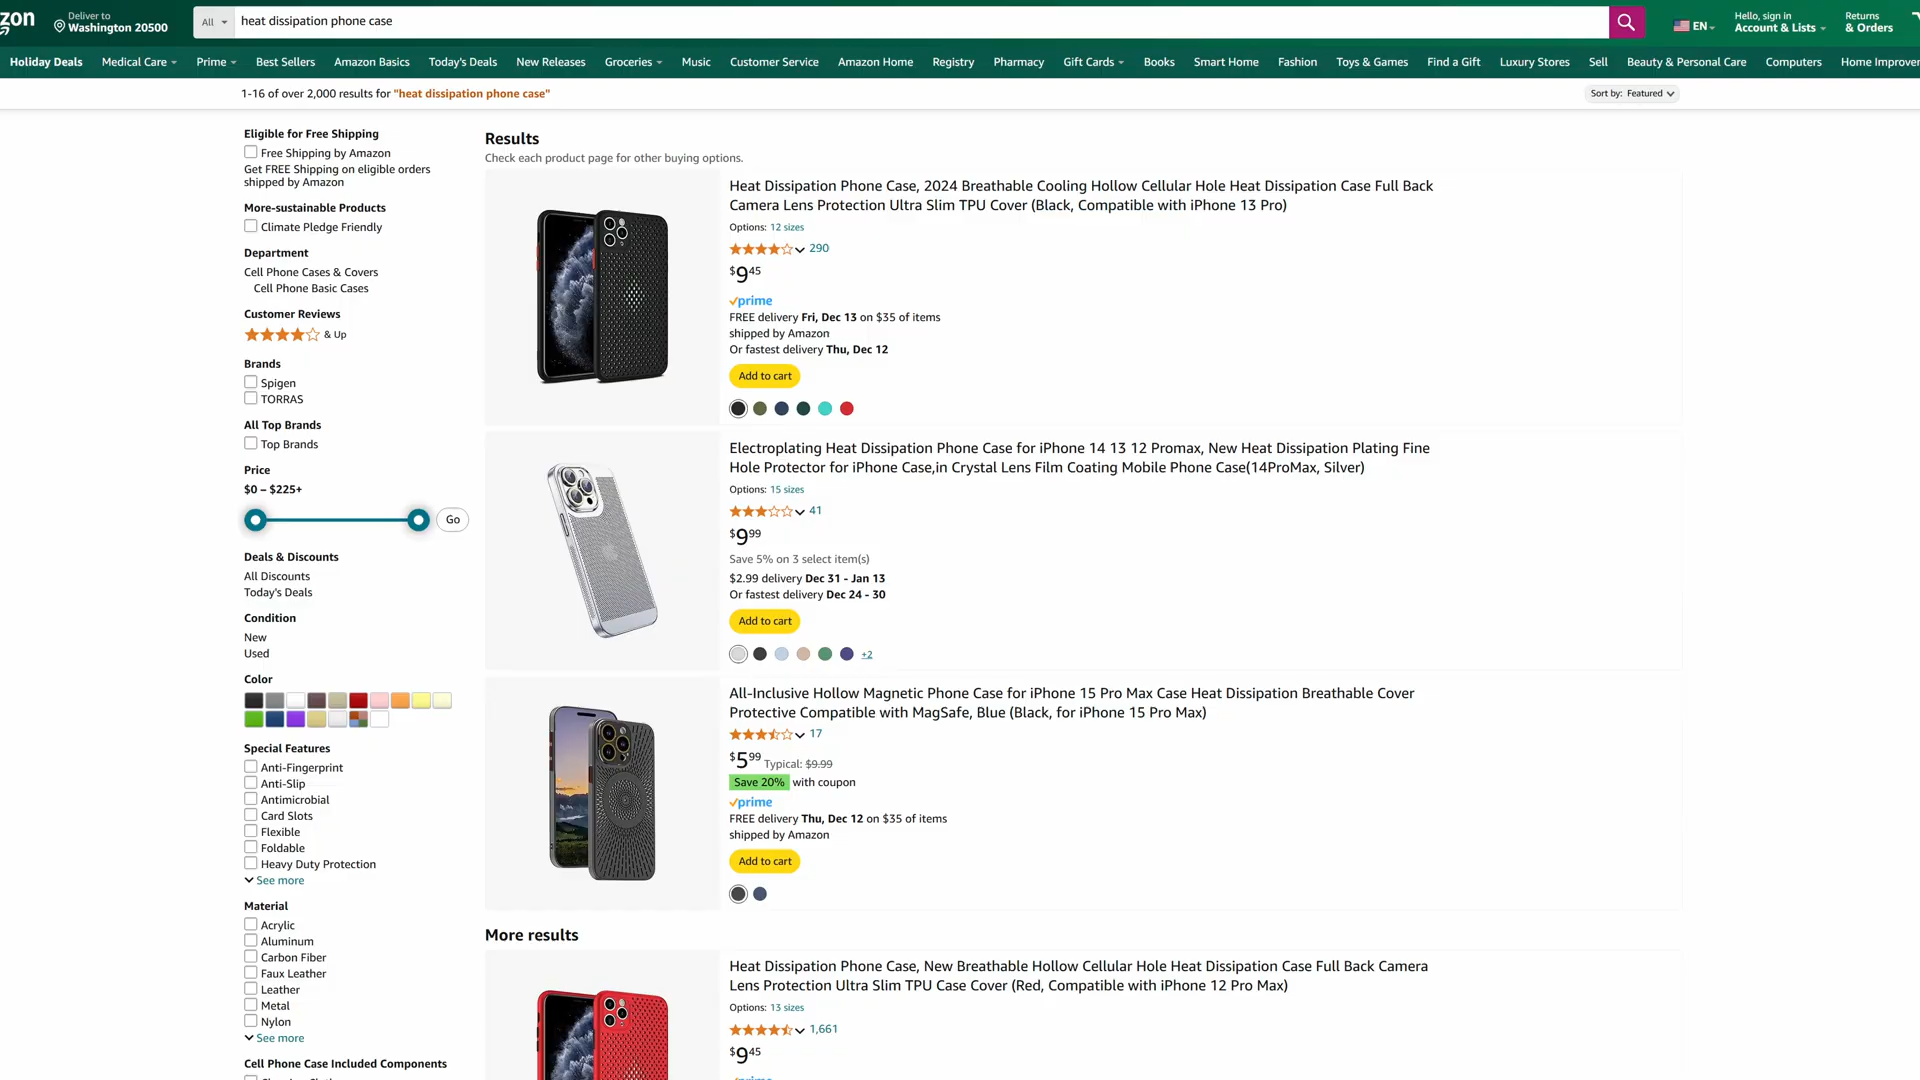 zon
Deliver to
Washington 20500
All
heat dissipation phone case
EN
Hello, sign in
Account & Lists
Returns
& Orders
Holiday Deals
Medical Care
Prime
Best Sellers
Amazon Basics
Today's Deals
New Releases
Groceries
Music
Customer Service
Amazon Home
Registry
Pharmacy
Gift Cards
Books
Smart Home
Fashion
Toys & Games
Find a Gift
Luxury Stores
Sell
Beauty & Personal Care
Computers
Home Improver
1-16 of over 2,000 results for "heat dissipation phone case"
Sort by: Featured
Eligible for Free Shipping
Free Shipping by Amazon
Get FREE Shipping on eligible orders
shipped by Amazon
More-sustainable Products
Climate Pledge Friendly
Department
Cell Phone Cases & Covers
Cell Phone Basic Cases
Customer Reviews
& Up
Brands
Spigen
TORRAS
All Top Brands
Top Brands
Price
$0 – $225+
Go
Deals & Discounts
All Discounts
Today's Deals
Condition
New
Used
Color
Special Features
Anti-Fingerprint
Anti-Slip
Antimicrobial
Card Slots
Flexible
Foldable
Heavy Duty Protection
See more
Material
Acrylic
Aluminum
Carbon Fiber
Faux Leather
Leather
Metal
Nylon
See more
Cell Phone Case Included Components
Results
Check each product page for other buying options.
Heat Dissipation Phone Case, 2024 Breathable Cooling Hollow Cellular Hole Heat Dissipation Case Full Back
Camera Lens Protection Ultra Slim TPU Cover (Black, Compatible with iPhone 13 Pro)
Options: 12 sizes
290
$9 45
prime
FREE delivery Fri, Dec 13 on $35 of items
shipped by Amazon
Or fastest delivery Thu, Dec 12
Add to cart
Electroplating Heat Dissipation Phone Case for iPhone 14 13 12 Promax, New Heat Dissipation Plating Fine
Hole Protector for iPhone Case,in Crystal Lens Film Coating Mobile Phone Case(14ProMax, Silver)
Options: 15 sizes
41
$9 99
Save 5% on 3 select item(s)
$2.99 delivery Dec 31 - Jan 13
Or fastest delivery Dec 24 - 30
Add to cart
+2
All-Inclusive Hollow Magnetic Phone Case for iPhone 15 Pro Max Case Heat Dissipation Breathable Cover
Protective Compatible with MagSafe, Blue (Black, for iPhone 15 Pro Max)
17
$5 99 Typical: $9.99
Save 20% with coupon
prime
FREE delivery Thu, Dec 12 on $35 of items
shipped by Amazon
Add to cart
More results
Heat Dissipation Phone Case, New Breathable Hollow Cellular Hole Heat Dissipation Case Full Back Camera
Lens Protection Ultra Slim TPU Case Cover (Red, Compatible with iPhone 12 Pro Max)
Options: 13 sizes
1,661
$9 45